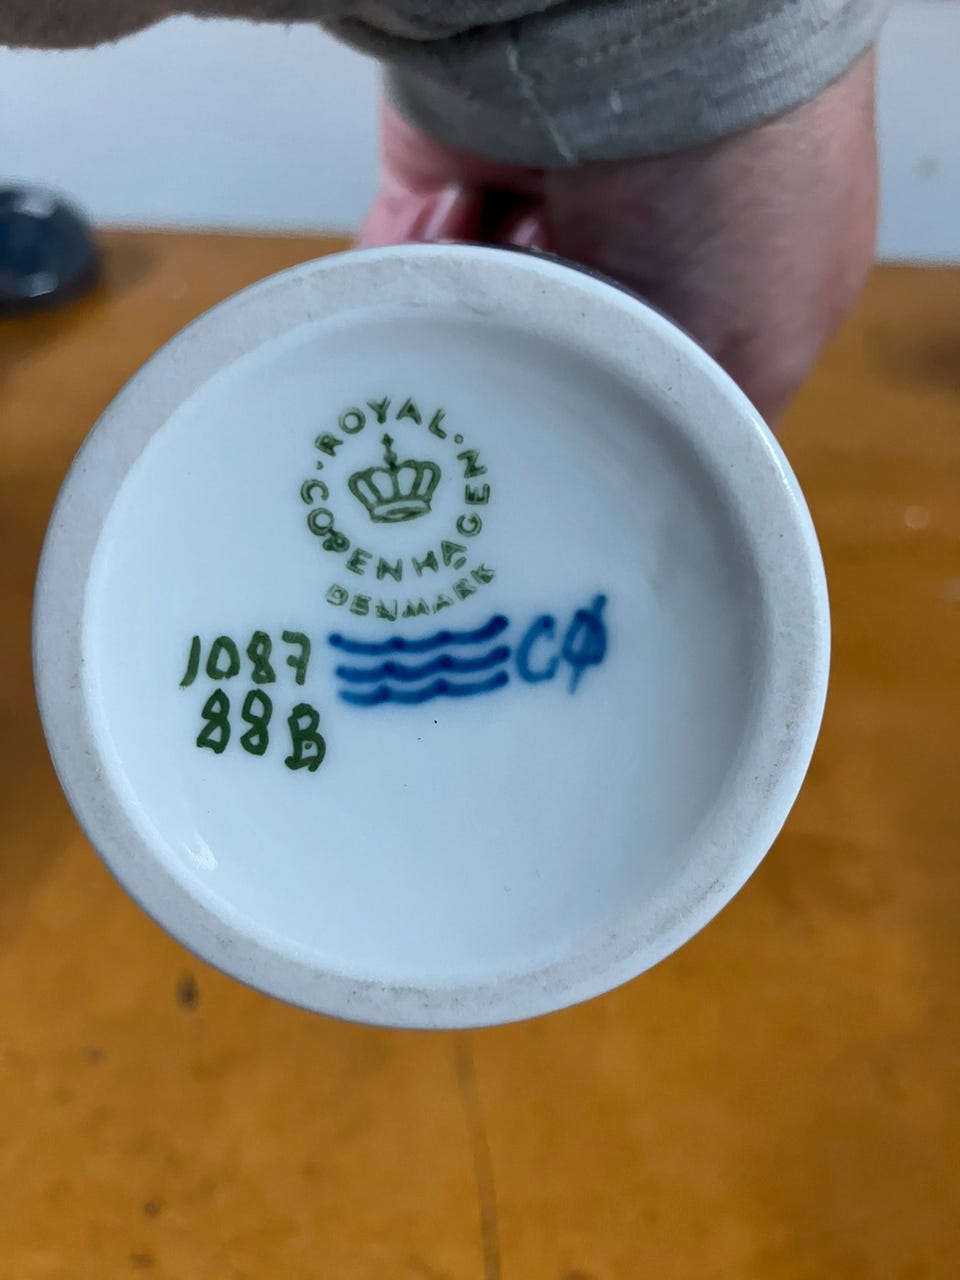 ROYAL · COPENHAGEN ·
DENMARK
1087 CØ
88B